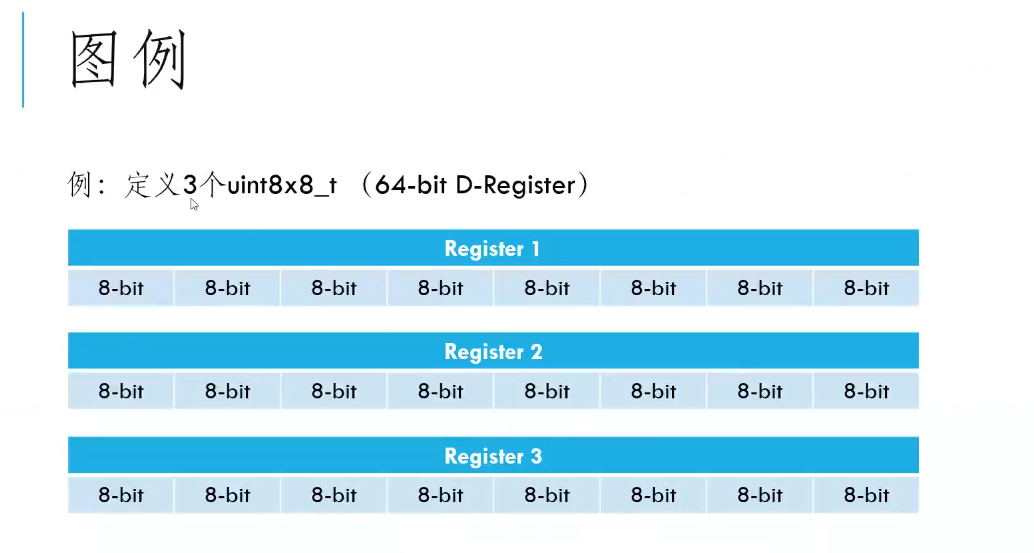 图例
例：定义3个uint8x8_t （64-bit D-Register）
Register 1
8-bit 8-bit 8-bit 8-bit 8-bit 8-bit 8-bit 8-bit
Register 2
8-bit 8-bit 8-bit 8-bit 8-bit 8-bit 8-bit 8-bit
Register 3
8-bit 8-bit 8-bit 8-bit 8-bit 8-bit 8-bit 8-bit